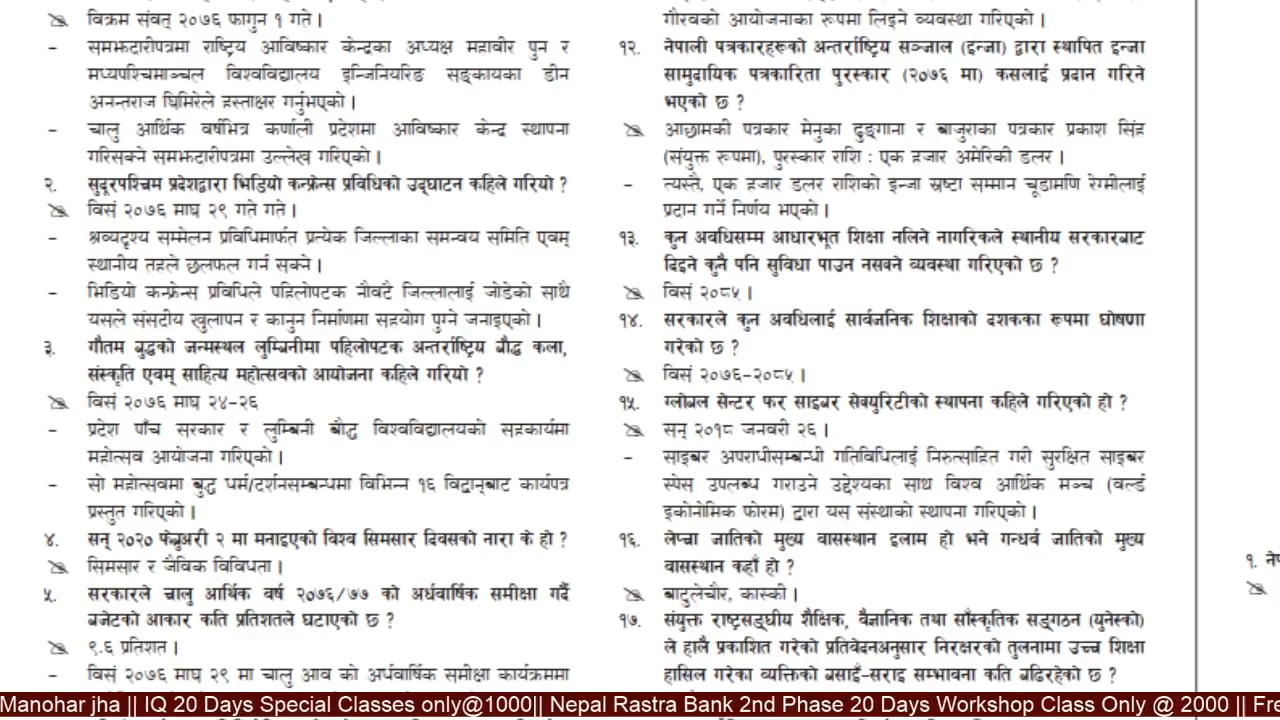 विक्रम संवत् २०७६ फागुन १ गते।
– समझदारीपत्रमा राष्ट्रिय आविष्कार केन्द्रका अध्यक्ष महावीर पुन र
मध्यपश्चिमाञ्चल विश्वविद्यालय इन्जिनियरिङ सङ्कायका डीन
अनन्तराज घिमिरेले हस्ताक्षर गर्नुभएको।
– चालु आर्थिक वर्षभित्र कर्णाली प्रदेशमा आविष्कार केन्द्र स्थापना
गरिसक्ने समझदारीपत्रमा उल्लेख गरिएको।
२. सुदूरपश्चिम प्रदेशद्वारा भिडियो कन्फ्रेन्स प्रविधिको उद्घाटन कहिले गरियो ?
विसं २०७६ माघ २९ गते गते।
– श्रव्यदृश्य सम्मेलन प्रविधिमार्फत प्रत्येक जिल्लाका समन्वय समिति एवम्
स्थानीय तहले छलफल गर्न सक्ने।
– भिडियो कन्फ्रेन्स प्रविधिले पहिलोपटक नौवटै जिल्लालाई जोडेको साथै
यसले संसदीय खुलापन र कानुन निर्माणमा सहयोग पुग्ने जनाइएको।
३. गौतम बुद्धको जन्मस्थल लुम्बिनीमा पहिलोपटक अन्तर्राष्ट्रिय बौद्ध कला,
संस्कृति एवम् साहित्य महोत्सवको आयोजना कहिले गरियो ?
विसं २०७६ माघ २४-२६
– प्रदेश पाँच सरकार र लुम्बिनी बौद्ध विश्वविद्यालयको सहकार्यमा
महोत्सव आयोजना गरिएको।
– सो महोत्सवमा बुद्ध धर्म/दर्शनसम्बन्धमा विभिन्न १६ विद्वान्‌बाट कार्यपत्र
प्रस्तुत गरिएको।
४. सन् २०२० फेब्रुअरी २ मा मनाइएको विश्व सिमसार दिवसको नारा के हो ?
सिमसार र जैविक विविधता।
५. सरकारले चालु आर्थिक वर्ष २०७६/७७ को अर्धवार्षिक समीक्षा गर्दै
बजेटको आकार कति प्रतिशतले घटाएको छ ?
९.६ प्रतिशत।
– विसं २०७६ माघ २९ मा चालु आव को अर्धवार्षिक समीक्षा कार्यक्रममा
गौरवको आयोजनाका रूपमा लिइने व्यवस्था गरिएको।
१२. नेपाली पत्रकारहरूको अन्तर्राष्ट्रिय सञ्जाल (इन्जा) द्वारा स्थापित इन्जा
सामुदायिक पत्रकारिता पुरस्कार (२०७६ मा) कसलाई प्रदान गरिने
भएको छ ?
आछामकी पत्रकार मेनुका ढुङ्गाना र बाजुराका पत्रकार प्रकाश सिंह
(संयुक्त रूपमा), पुरस्कार राशि : एक हजार अमेरिकी डलर।
– त्यस्तै, एक हजार डलर राशिको इन्जा स्रष्टा सम्मान चूडामणि रेग्मीलाई
प्रदान गर्ने निर्णय भएको।
१३. कुन अवधिसम्म आधारभूत शिक्षा नलिने नागरिकले स्थानीय सरकारबाट
दिइने कुनै पनि सुविधा पाउन नसक्ने व्यवस्था गरिएको छ ?
विसं २०८५।
१४. सरकारले कुन अवधिलाई सार्वजनिक शिक्षाको दशकका रूपमा घोषणा
गरेको छ ?
विसं २०७६-२०८५।
१५. ग्लोबल सेन्टर फर साइबर सेक्युरिटीको स्थापना कहिले गरिएको हो ?
सन् २०१८ जनवरी २६।
– साइबर अपराधीसम्बन्धी गतिविधिलाई निरुत्साहित गरी सुरक्षित साइबर
स्पेस उपलब्ध गराउने उद्देश्यका साथ विश्व आर्थिक मञ्च (वर्ल्ड
इकोनोमिक फोरम) द्वारा यस संस्थाको स्थापना गरिएको।
१६. लेप्चा जातिको मुख्य वासस्थान इलाम हो भने गन्धर्व जातिको मुख्य
वासस्थान कहाँ हो ?
बाटुलेचौर, कास्की।
१७. संयुक्त राष्ट्रसङ्घीय शैक्षिक, वैज्ञानिक तथा साँस्कृतिक सङ्गठन (युनेस्को)
ले हालै प्रकाशित गरेको प्रतिवेदनअनुसार निरक्षरको तुलनामा उच्च शिक्षा
हासिल गरेका व्यक्तिको बसाइँ-सराइ सम्भावना कति बढिरहेको छ ?
१. नेप
Manohar jha || IQ 20 Days Special Classes only@1000|| Nepal Rastra Bank 2nd Phase 20 Days Workshop Class Only @ 2000 || Fre